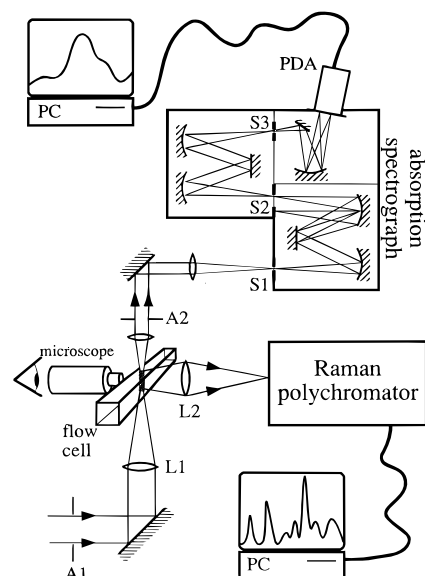 PDA
PC
S3
S2
absorption
spectrograph
S1
A2
microscope
Raman
polychromator
L2
flow
cell
L1
A1
PC